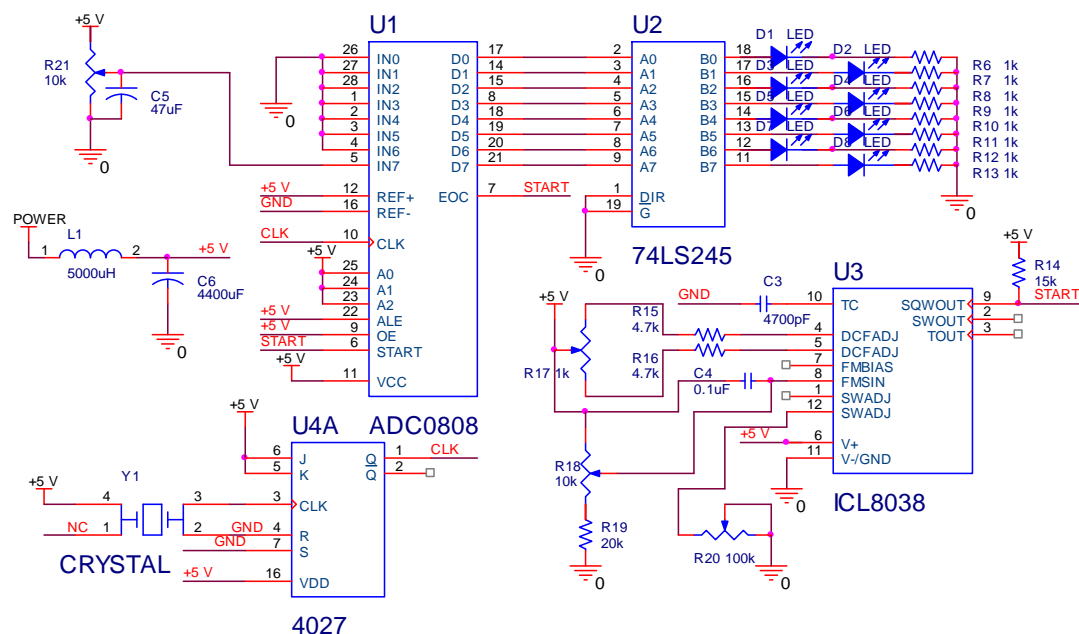 +5 V
R21
10k
C5
47uF
0
0
U1
26 IN0
27 IN1
28 IN2
1 IN3
2 IN4
3 IN5
4 IN6
5 IN7
+5 V 12 REF+
GND 16 REF-
CLK 10 CLK
+5 V
25 A0
24 A1
23 A2
+5 V 22 ALE
+5 V 9 OE
START 6 START
+5 V 11 VCC
D0 17
D1 14
D2 15
D3 8
D4 18
D5 19
D6 20
D7 21
EOC 7 START
ADC0808
U2
2 A0
3 A1
4 A2
5 A3
6 A4
7 A5
8 A6
9 A7
1 DIR
19 G
0
B0 18
B1 17
B2 16
B3 15
B4 14
B5 13
B6 12
B7 11
74LS245
D1 LED
D2 LED
D3 LED
D4 LED
D5 LED
D6 LED
D7 LED
D8 LED
R6 1k
R7 1k
R8 1k
R9 1k
R10 1k
R11 1k
R12 1k
R13 1k
0
POWER
L1
1 2
5000uH
+5 V
C6
4400uF
0
U3
GND C3
4700pF
10 TC
4 DCFADJ
5 DCFADJ
7 FMBIAS
8 FMSIN
1 SWADJ
12 SWADJ
+5 V 6 V+
11 V-/GND
0
SQWOUT 9 START
SWOUT 2
TOUT 3
+5 V
R14
15k
ICL8038
+5 V
R15
4.7k
R16
4.7k
R17 1k
C4
0.1uF
R18
10k
R19
20k
0
R20 100k
0
U4A
+5 V
6 J
5 K
3 CLK
GND 4 R
GND 7 S
+5 V 16 VDD
Q 1 CLK
Q 2
4027
+5 V
Y1
4 3
NC 1 2
CRYSTAL